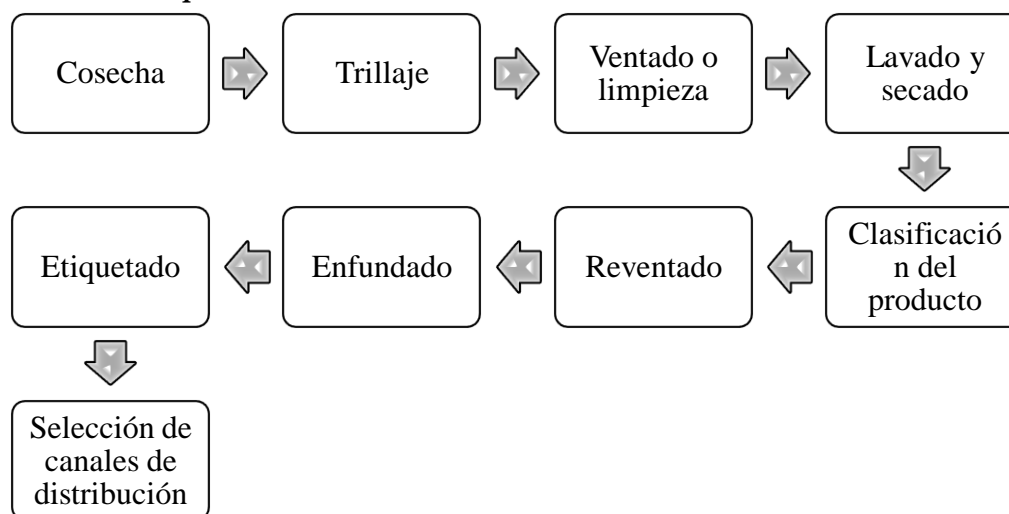 Cosecha
Trillaje
Ventado o
limpieza
Lavado y
secado
Clasificació
n del
producto
Reventado
Enfundado
Etiquetado
Selección de
canales de
distribución